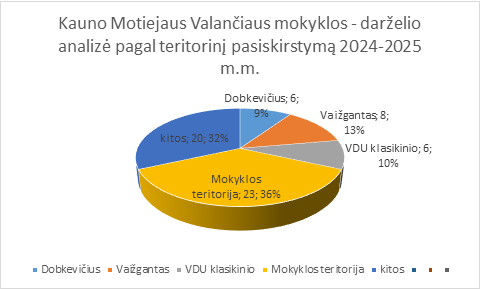 Kauno Motiejaus Valančiaus mokyklos - darželio
analizė pagal teritorinį pasiskirstymą 2024-2025
m.m.
Dobkevičius; 6;
9%
Vaižgantas; 8;
13%
VDU klasikinio; 6;
10%
Mokyklos
teritorija; 23; 36%
kitos; 20; 32%
Dobkevičius Vaižgantas VDU klasikinio Mokyklos teritorija kitos